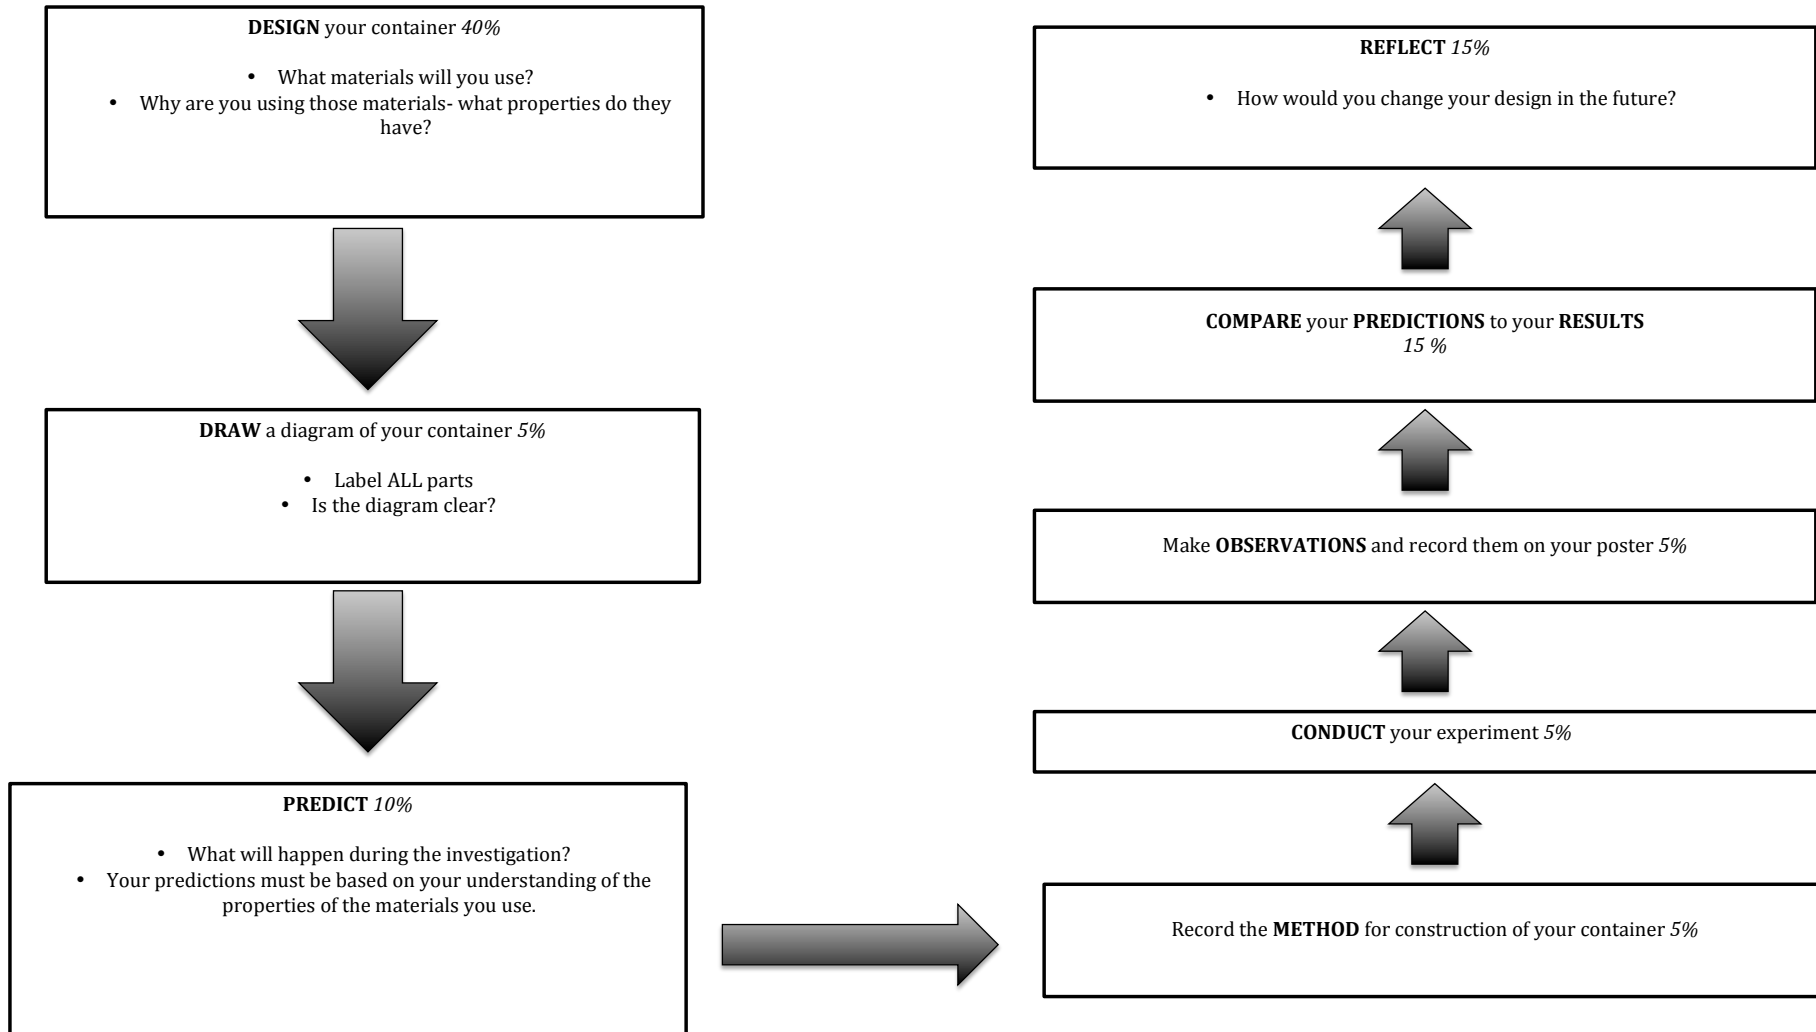 DESIGN your container 40%
• What materials will you use?
• Why are you using those materials- what properties do they
have?
DRAW a diagram of your container 5%
• Label ALL parts
• Is the diagram clear?
PREDICT 10%
• What will happen during the investigation?
• Your predictions must be based on your understanding of the
properties of the materials you use.
Record the METHOD for construction of your container 5%
CONDUCT your experiment 5%
Make OBSERVATIONS and record them on your poster 5%
COMPARE your PREDICTIONS to your RESULTS
15 %
REFLECT 15%
• How would you change your design in the future?